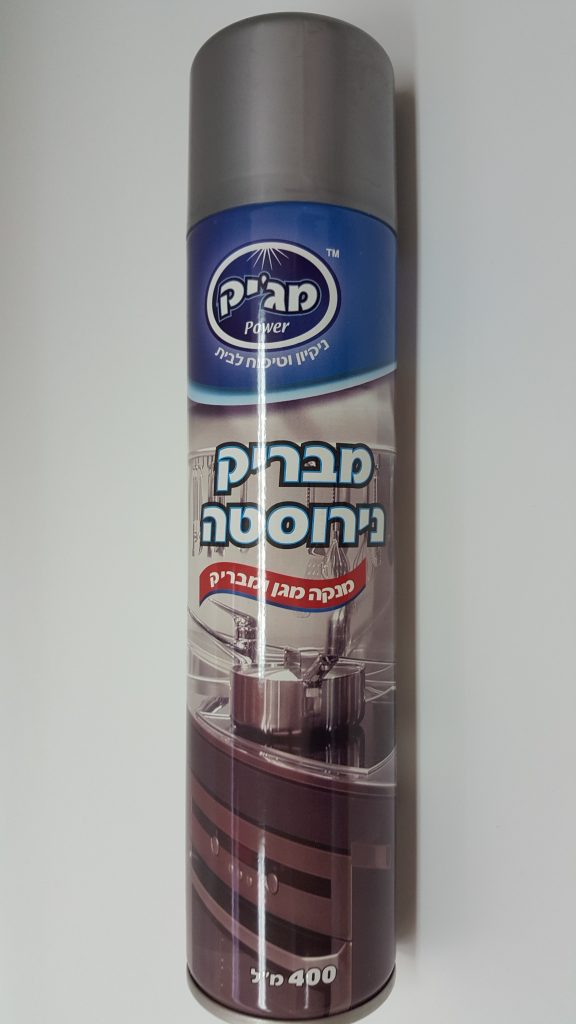 TM
מג'יק
Power
ניקיון וטיפוח לבית
מבריק
נירוסטה
מנקה מגן ומבריק
400 מ"ל